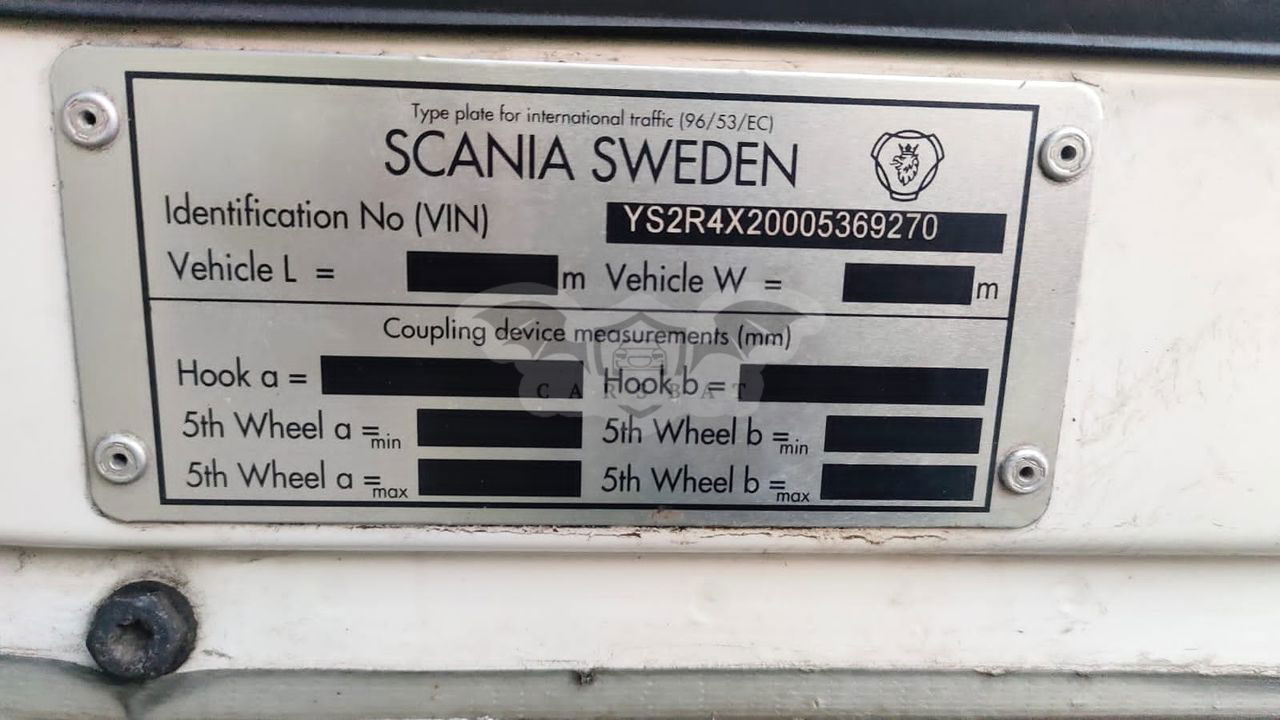 Type plate for international traffic (96/53/EC)
SCANIA SWEDEN
Identification No (VIN) YS2R4X20005369270
Vehicle L = m Vehicle W = m
Coupling device measurements (mm)
Hook a = Hook b =
CARSBAT
5th Wheel a =min 5th Wheel b =min
5th Wheel a =max 5th Wheel b =max